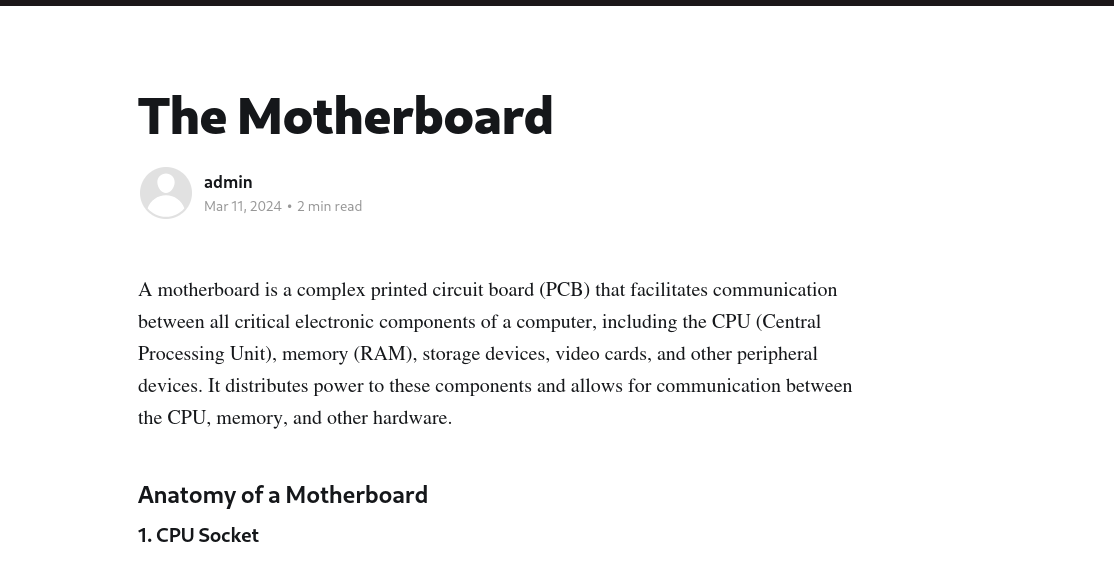 The Motherboard
admin
Mar 11, 2024 • 2 min read
A motherboard is a complex printed circuit board (PCB) that facilitates communication
between all critical electronic components of a computer, including the CPU (Central
Processing Unit), memory (RAM), storage devices, video cards, and other peripheral
devices. It distributes power to these components and allows for communication between
the CPU, memory, and other hardware.
Anatomy of a Motherboard
1. CPU Socket